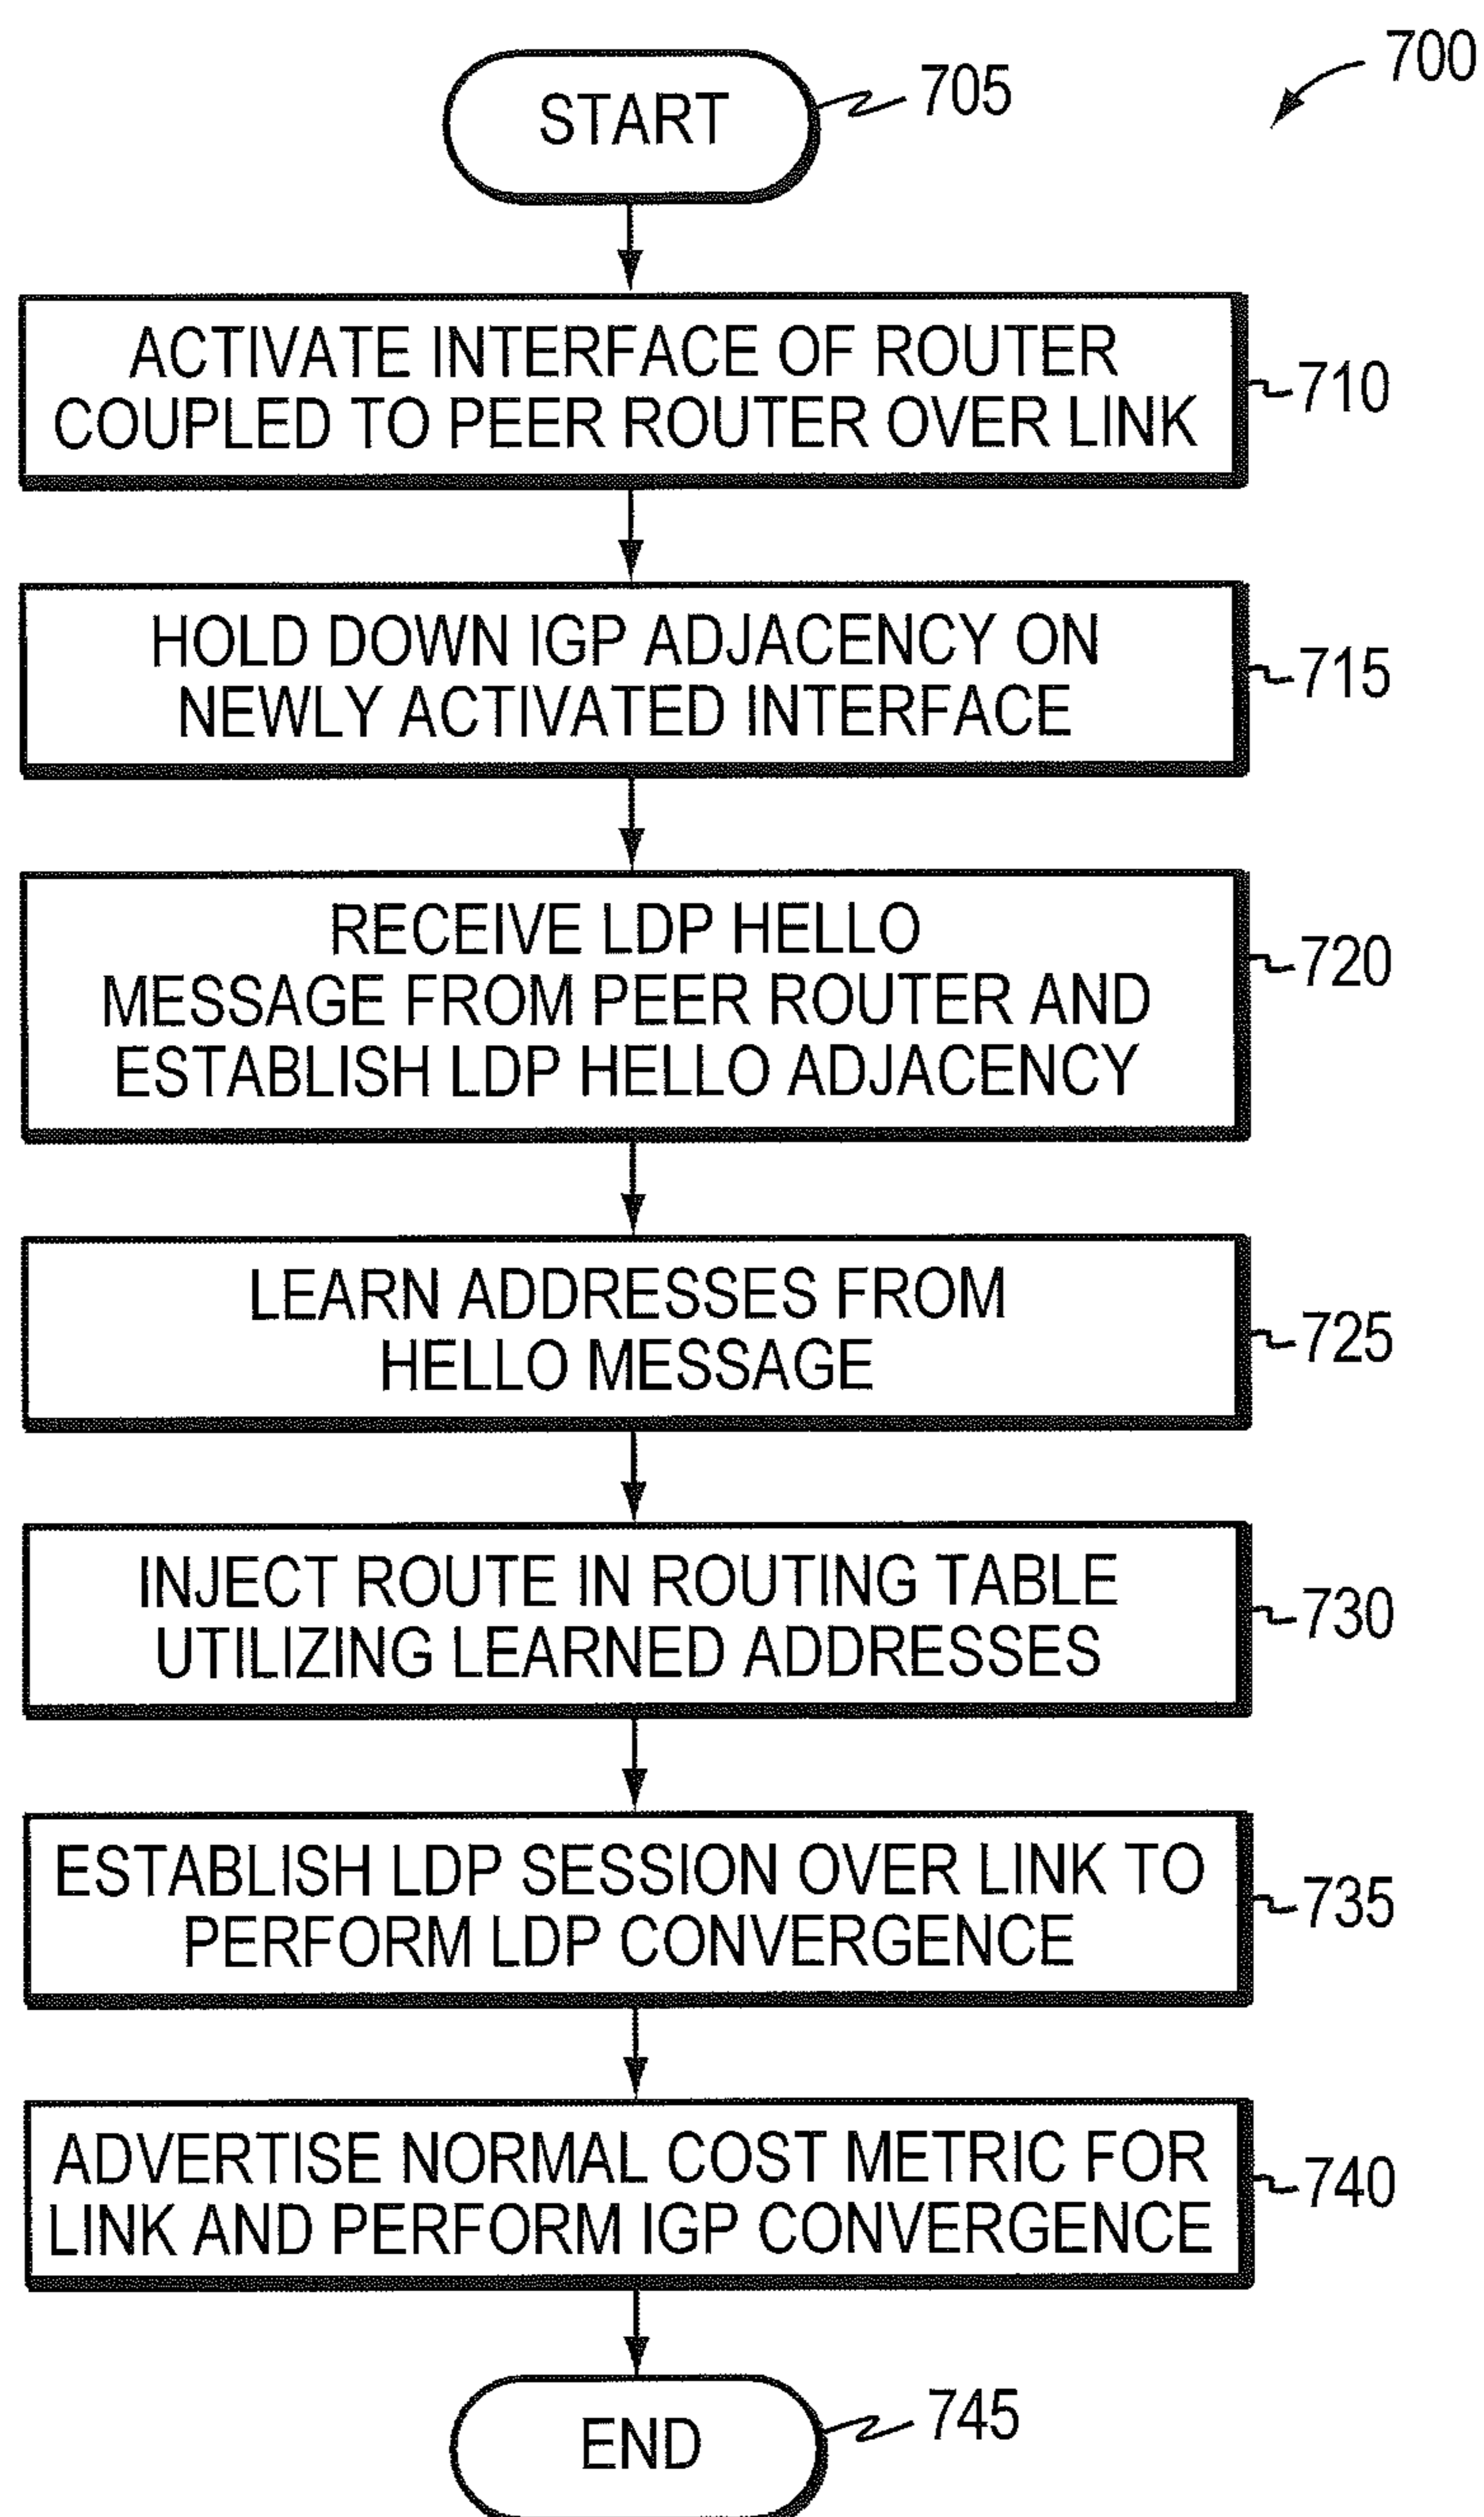 700
START
705
ACTIVATE INTERFACE OF ROUTER
COUPLED TO PEER ROUTER OVER LINK
710
HOLD DOWN IGP ADJACENCY ON
NEWLY ACTIVATED INTERFACE
715
RECEIVE LDP HELLO
MESSAGE FROM PEER ROUTER AND
ESTABLISH LDP HELLO ADJACENCY
720
LEARN ADDRESSES FROM
HELLO MESSAGE
725
INJECT ROUTE IN ROUTING TABLE
UTILIZING LEARNED ADDRESSES
730
ESTABLISH LDP SESSION OVER LINK TO
PERFORM LDP CONVERGENCE
735
ADVERTISE NORMAL COST METRIC FOR
LINK AND PERFORM IGP CONVERGENCE
740
END
745